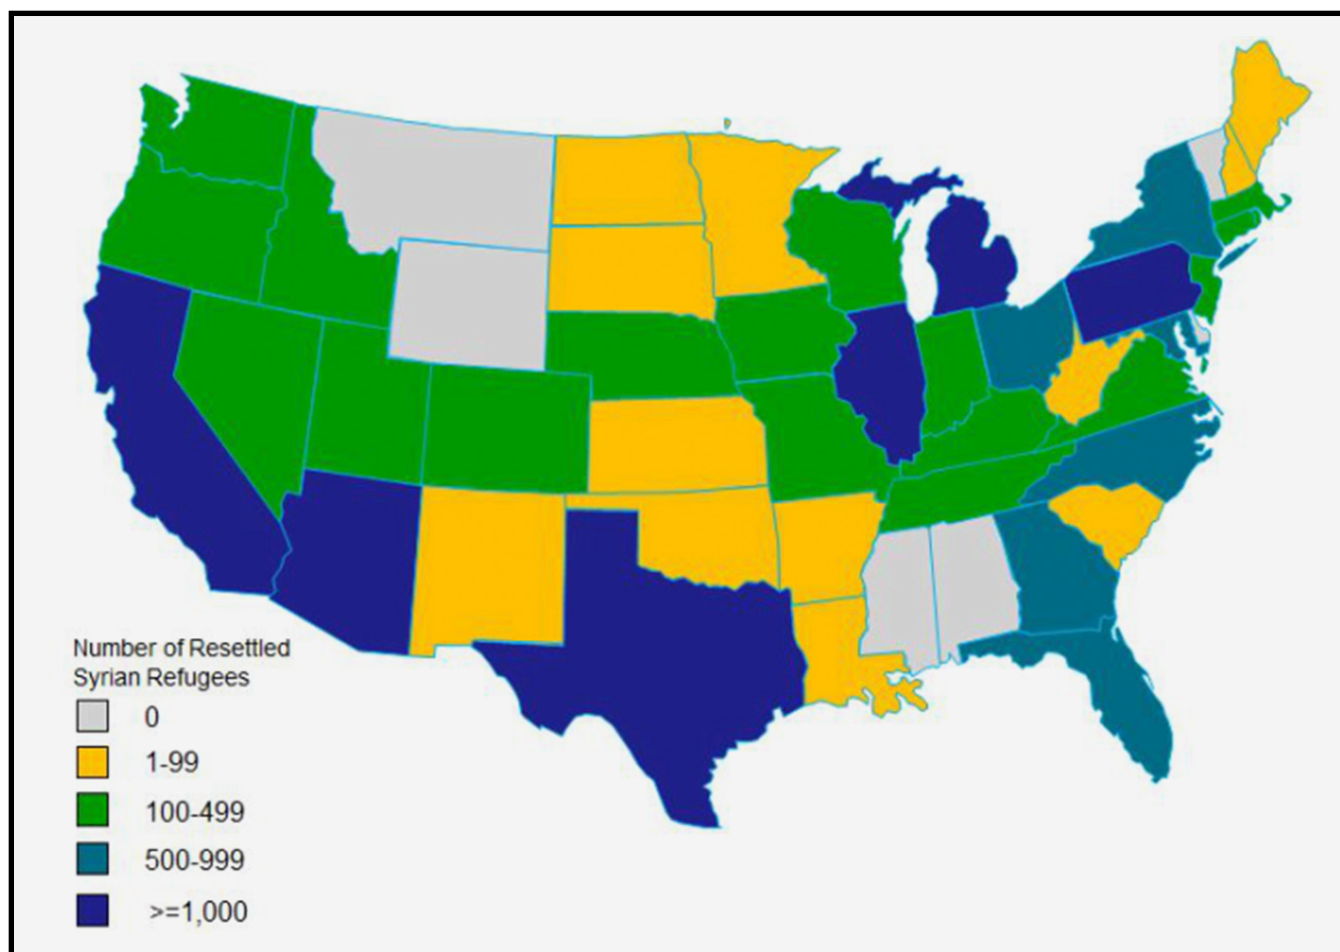 Number of Resettled
Syrian Refugees
0
1-99
100-499
500-999
>=1,000